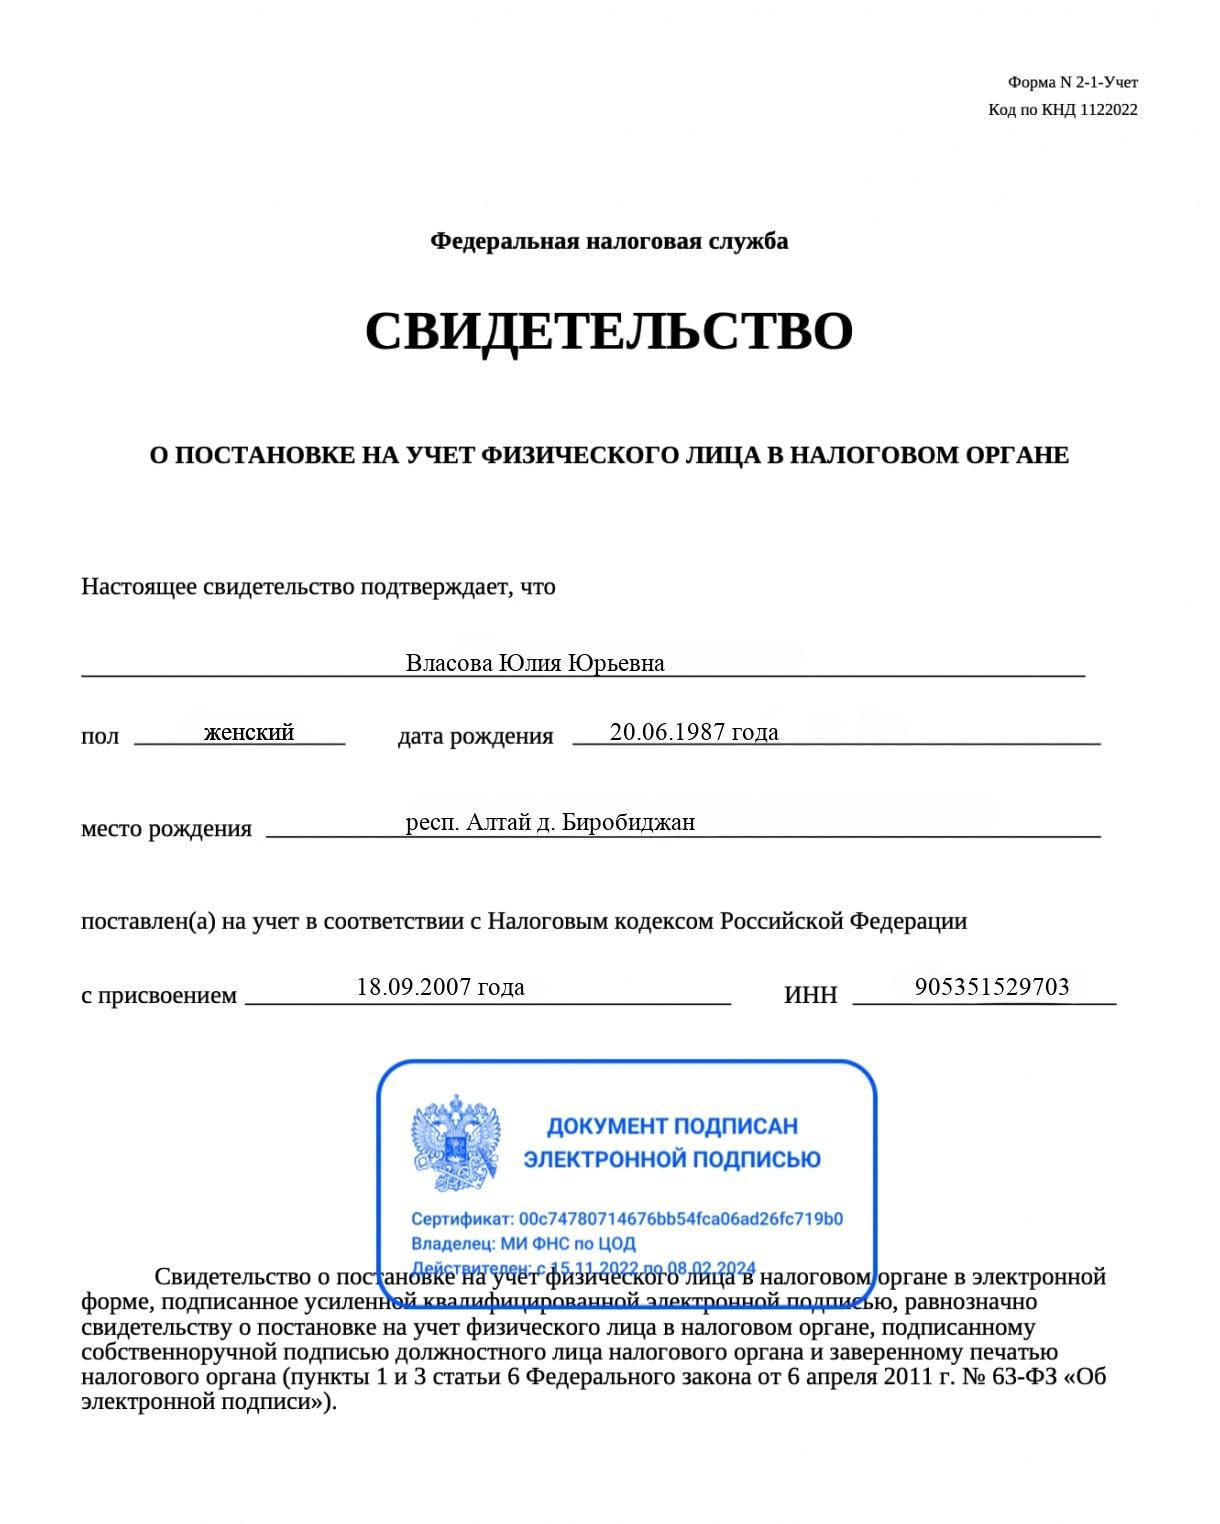 Форма N 2-1-Учет
Код по КНД 1122022
Федеральная налоговая служба
СВИДЕТЕЛЬСТВО
О ПОСТАНОВКЕ НА УЧЕТ ФИЗИЧЕСКОГО ЛИЦА В НАЛОГОВОМ ОРГАНЕ
Настоящее свидетельство подтверждает, что
Власова Юлия Юрьевна
пол женский дата рождения 20.06.1987 года
место рождения респ. Алтай д. Биробиджан
поставлен(а) на учет в соответствии с Налоговым кодексом Российской Федерации
с присвоением 18.09.2007 года ИНН 905351529703
ДОКУМЕНТ ПОДПИСАН
ЭЛЕКТРОННОЙ ПОДПИСЬЮ
Сертификат: 00c74780714676bb54fca06ad26fc719b0
Владелец: МИ ФНС по ЦОД
Действителен: с 15.11.2022 по 08.02.2024
Свидетельство о постановке на учет физического лица в налоговом органе в электронной
форме, подписанное усиленной квалифицированной электронной подписью, равнозначно
свидетельству о постановке на учет физического лица в налоговом органе, подписанному
собственноручной подписью должностного лица налогового органа и заверенному печатью
налогового органа (пункты 1 и 3 статьи 6 Федерального закона от 6 апреля 2011 г. № 63-ФЗ «Об
электронной подписи»).